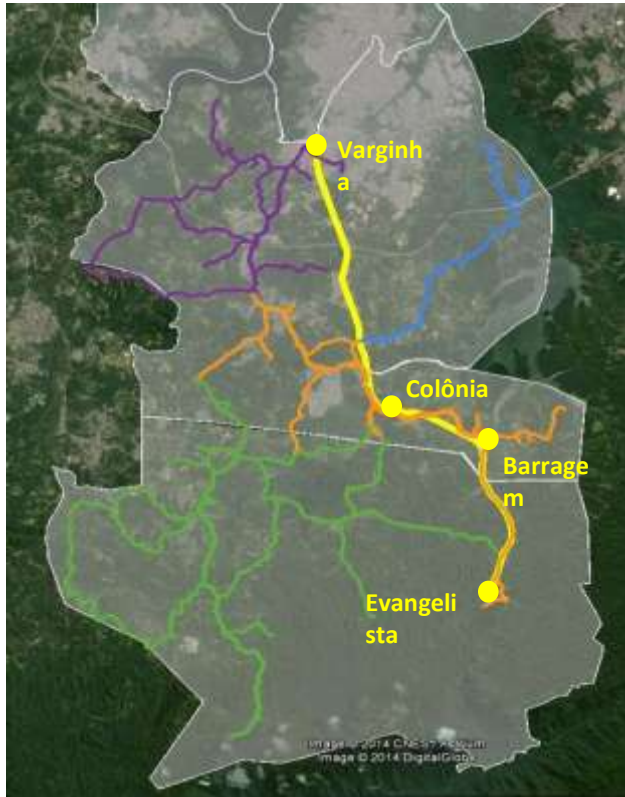 Varginh
a
Colônia
Barrage
m
Evangeli
sta
Image © 2014 DigitalGlobe